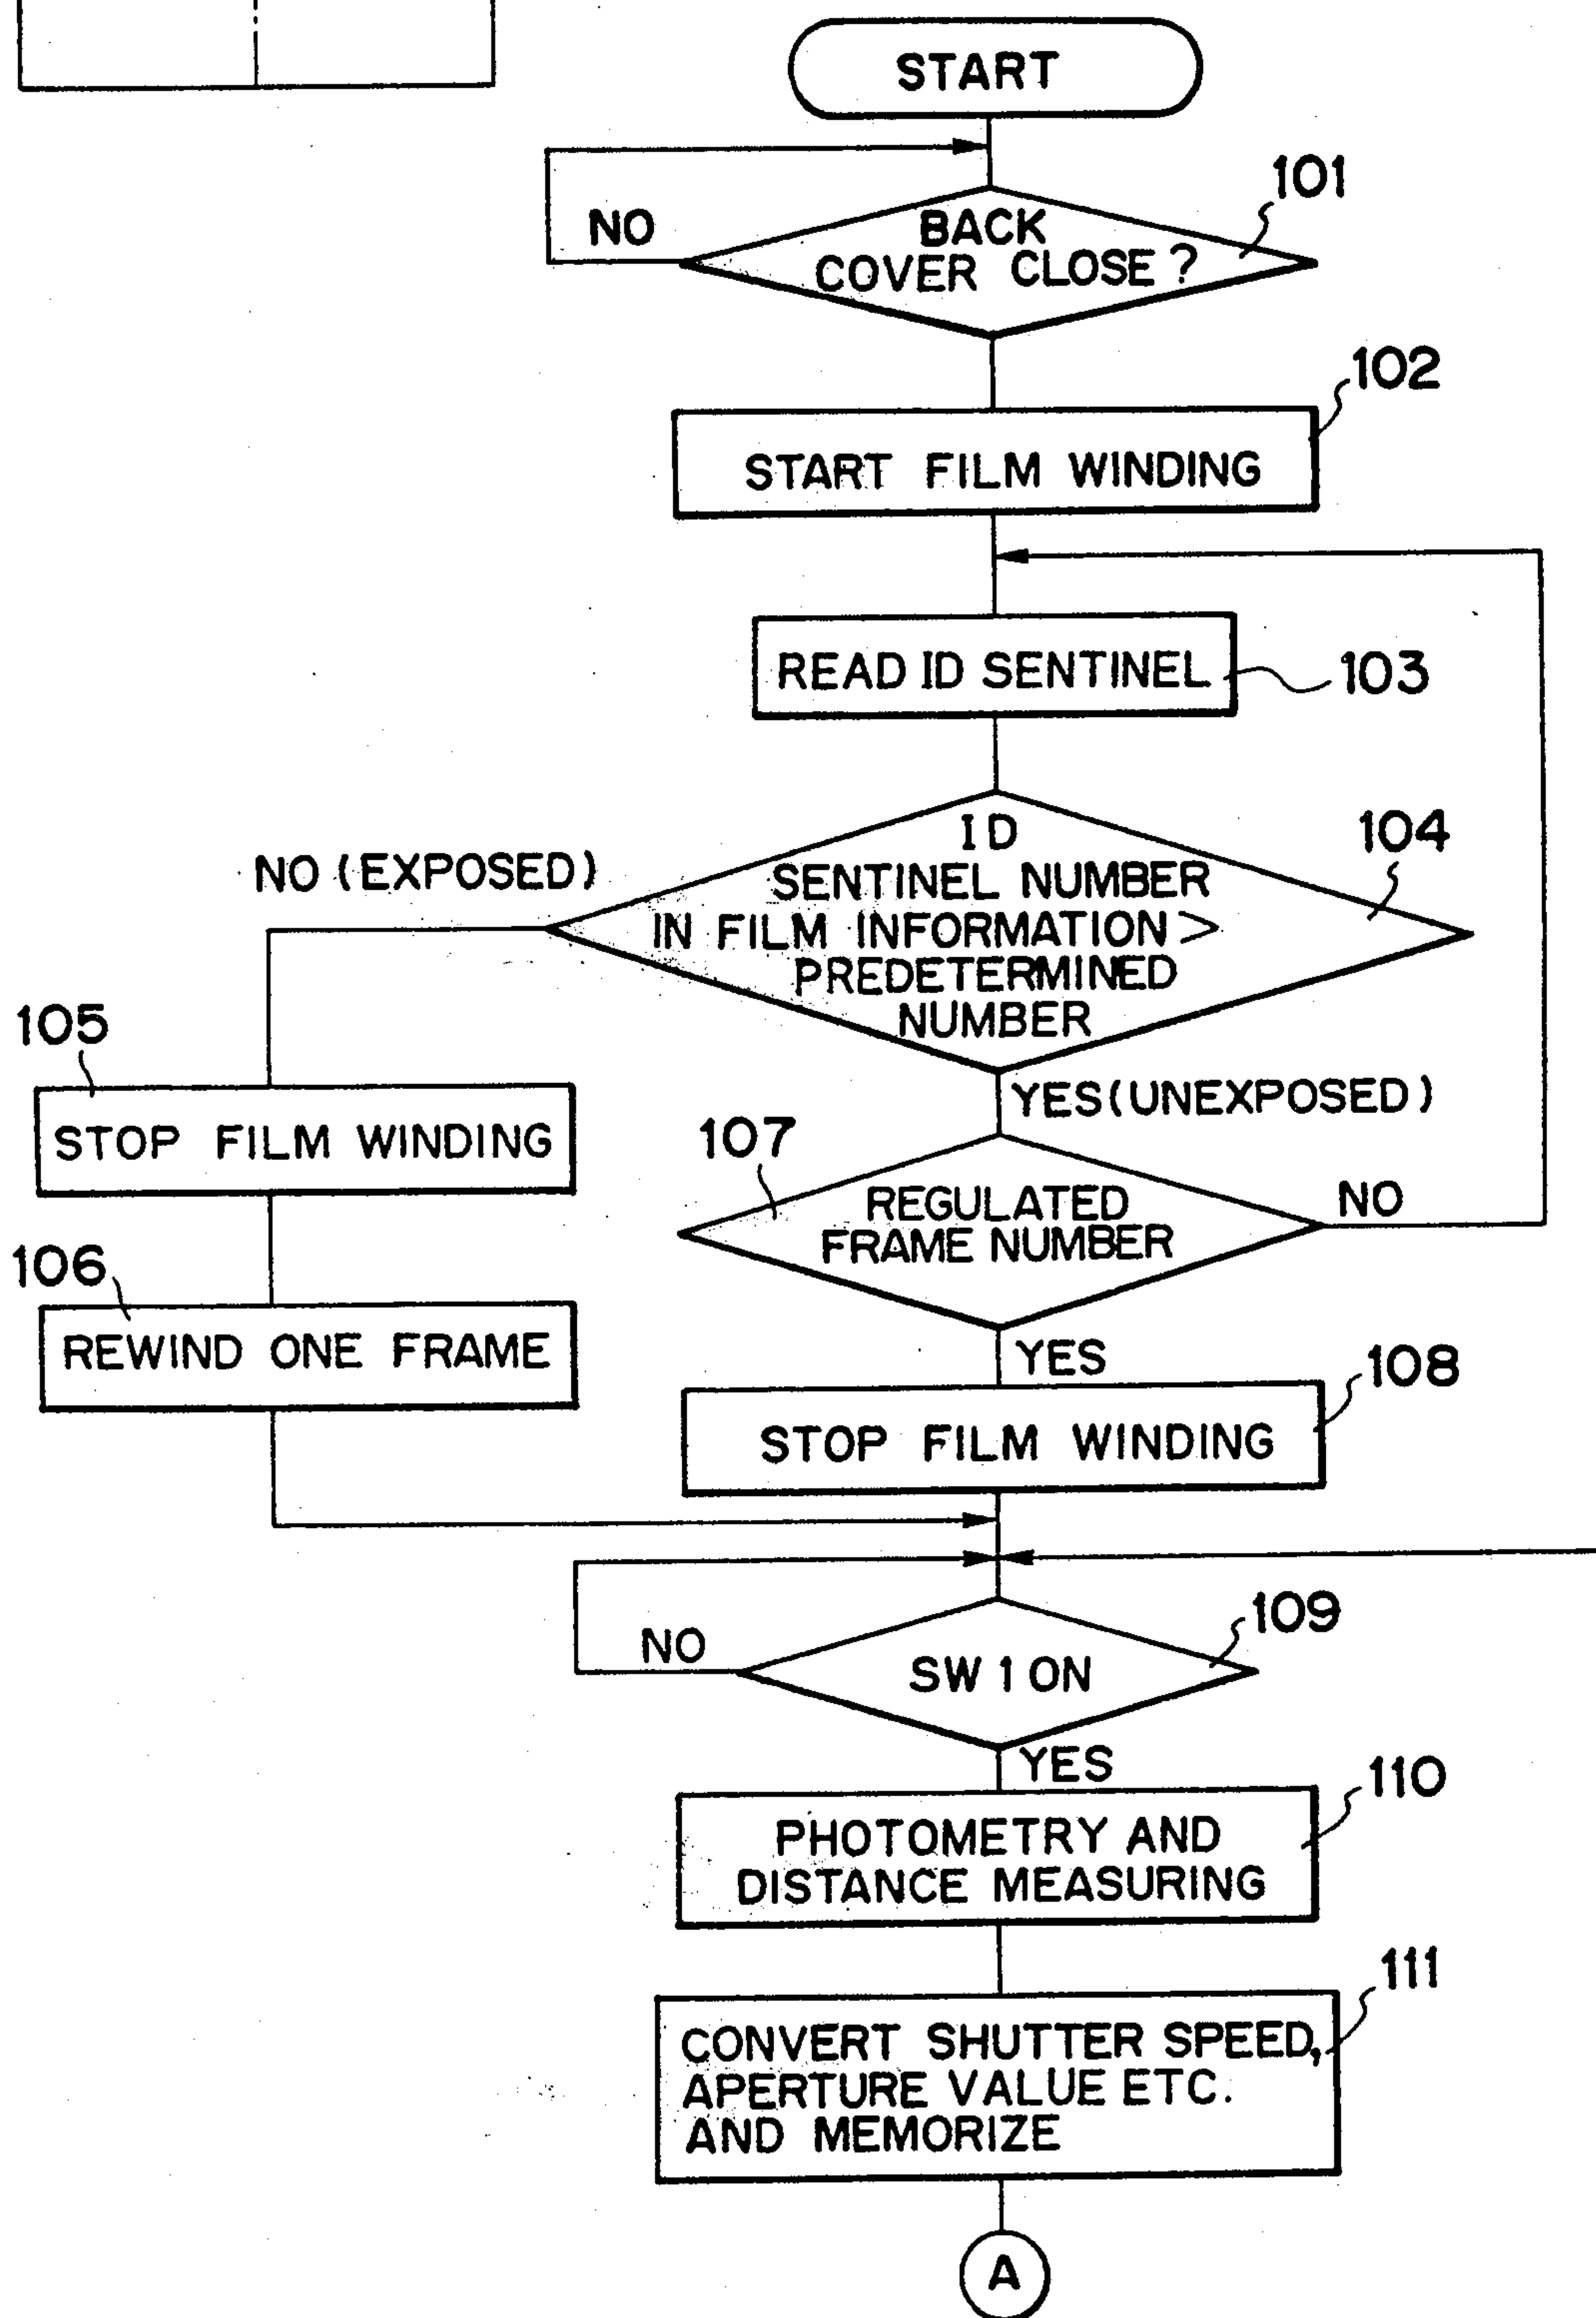 START
NO
BACK
COVER CLOSE?
101
102
START FILM WINDING
READ ID SENTINEL
103
NO (EXPOSED)
ID
SENTINEL NUMBER
IN FILM INFORMATION >
PREDETERMINED
NUMBER
104
YES (UNEXPOSED)
105
STOP FILM WINDING
107
REGULATED
FRAME NUMBER
NO
106
REWIND ONE FRAME
YES
108
STOP FILM WINDING
109
NO
SW 1 ON
YES
110
PHOTOMETRY AND
DISTANCE MEASURING
111
CONVERT SHUTTER SPEED,
APERTURE VALUE ETC.
AND MEMORIZE
A